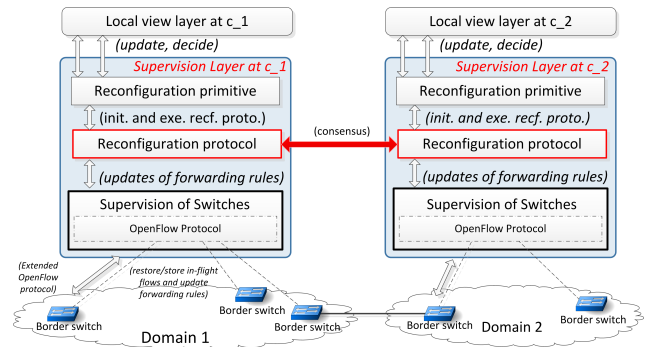 Local view layer at c_1
Local view layer at c_2
(update, decide)
(update, decide)
Supervision Layer at c_1
Supervision Layer at c_2
Reconfiguration primitive
Reconfiguration primitive
(init. and exe. recf. proto.)
(init. and exe. recf. proto.)
(consensus)
Reconfiguration protocol
Reconfiguration protocol
(updates of forwarding rules)
(updates of forwarding rules)
Supervision of Switches
Supervision of Switches
OpenFlow Protocol
OpenFlow Protocol
(Extended
OpenFlow
protocol)
(restore/store in-flight
flows and update
forwarding rules)
Border switch
Border switch
Border switch
Border switch
Border switch
Domain 1
Domain 2